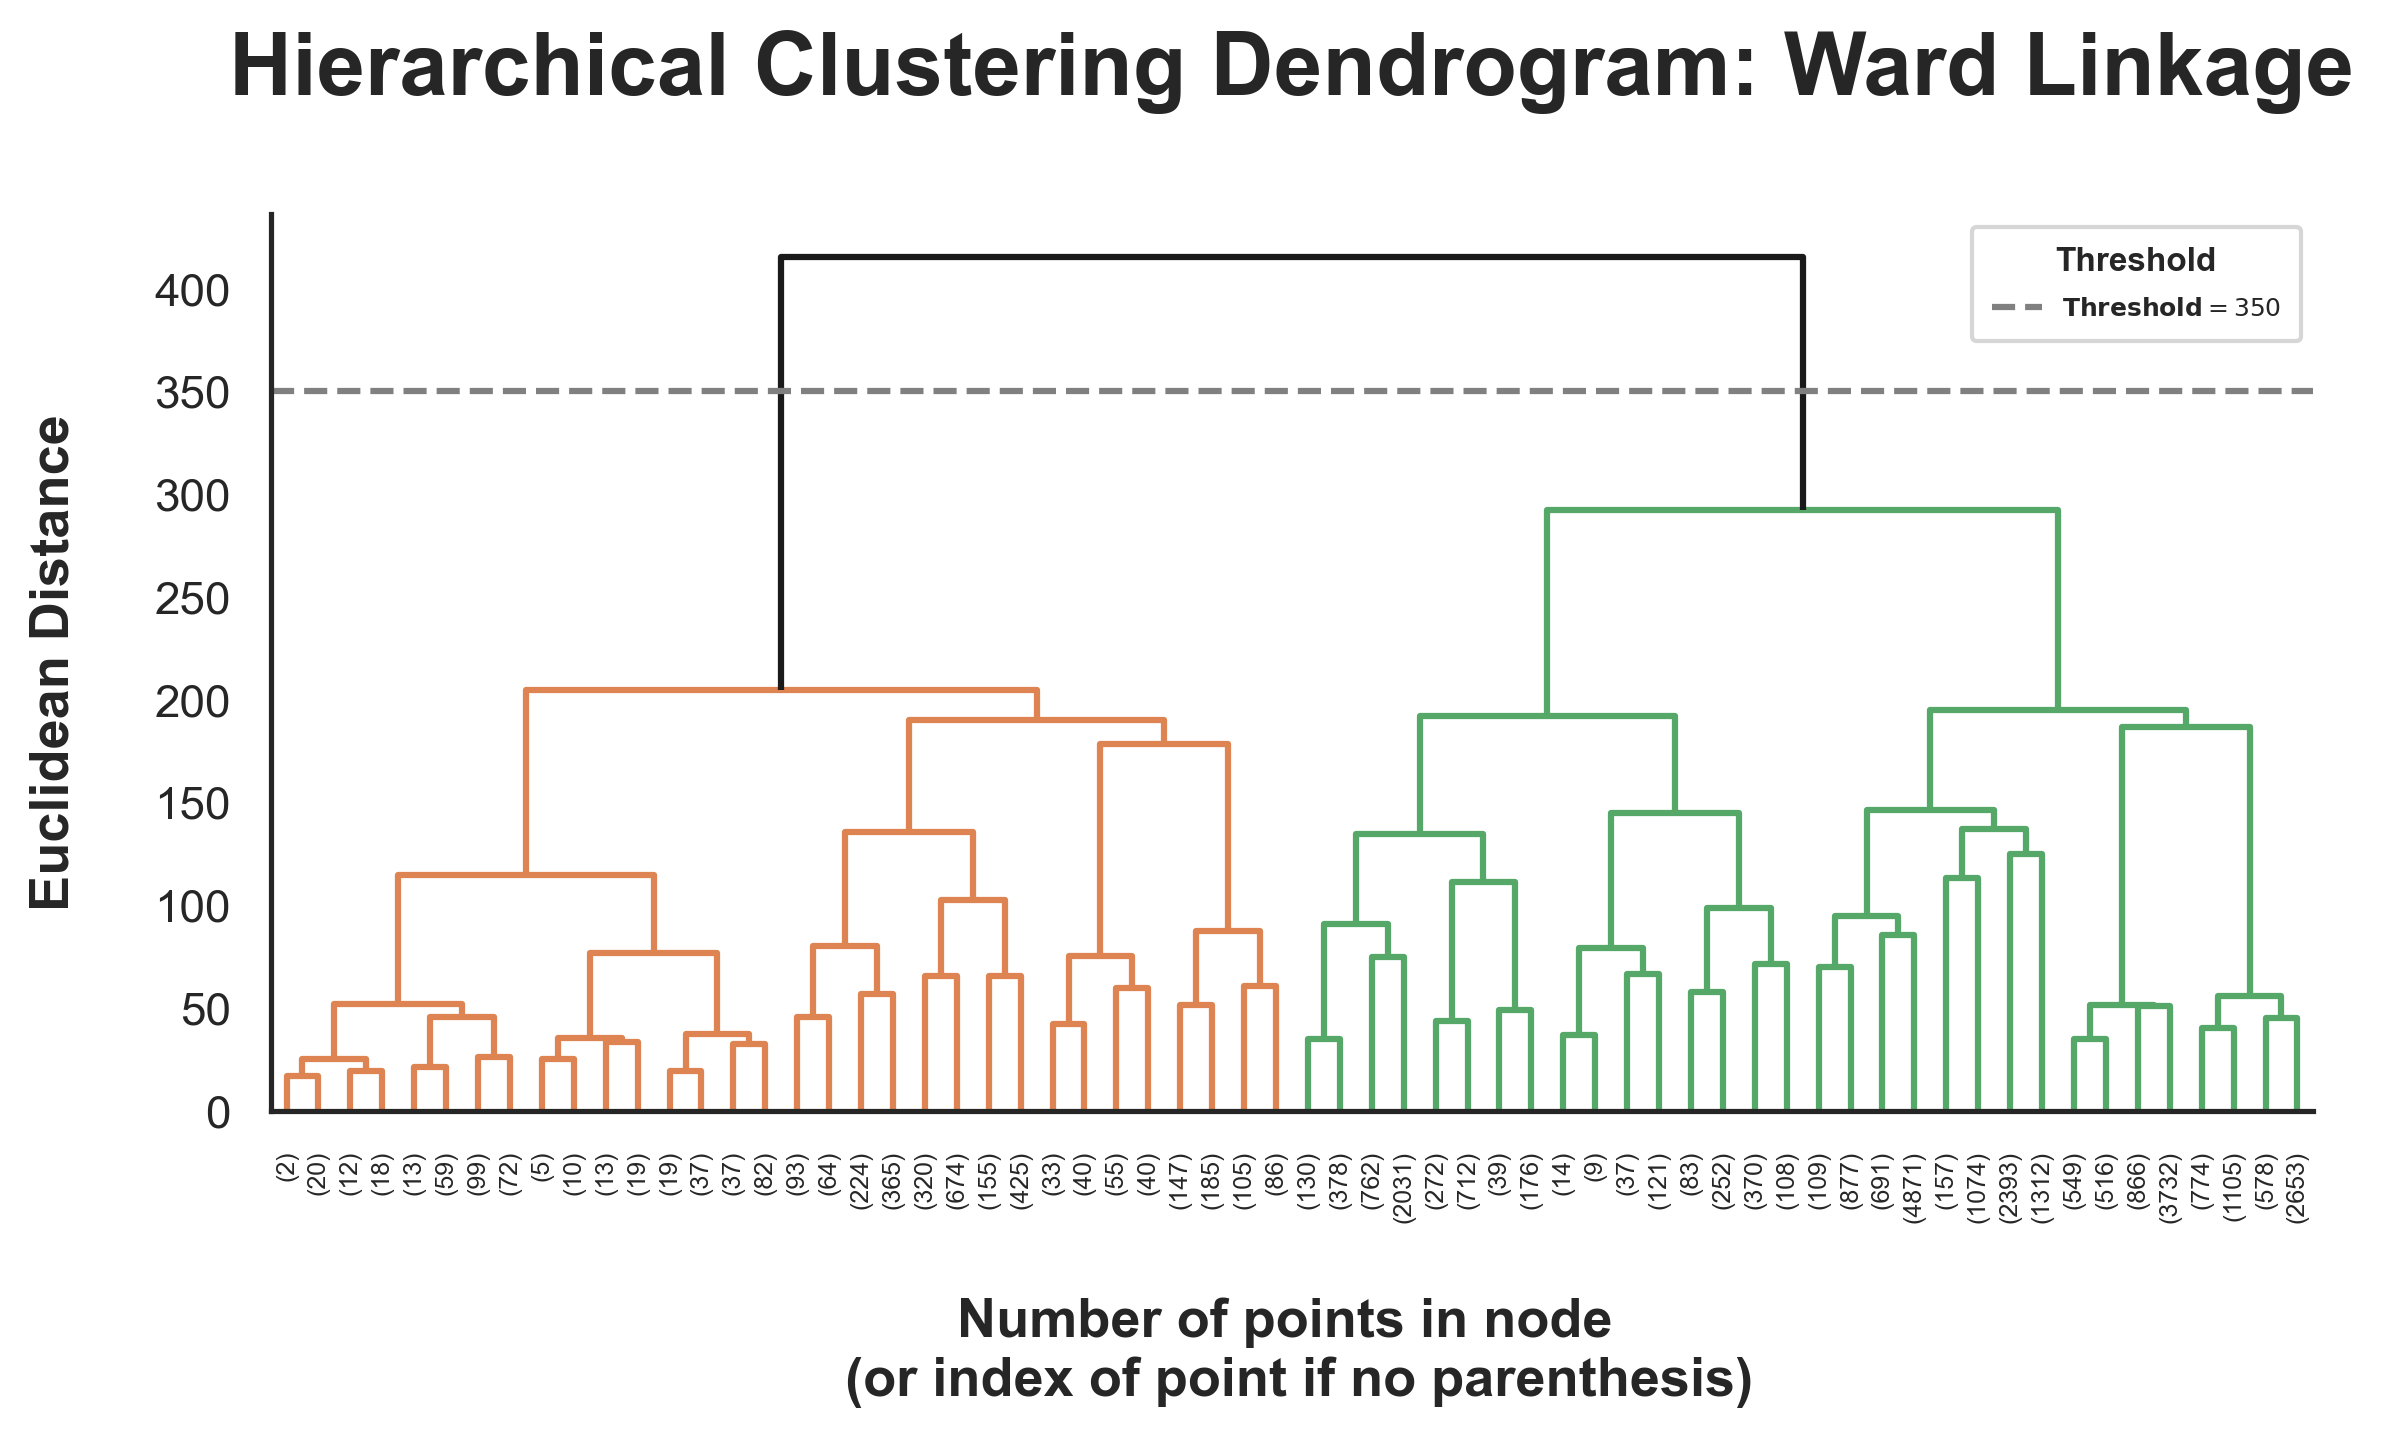 Hierarchical Clustering Dendrogram: Ward Linkage
Threshold
Threshold = 350
Euclidean Distance
400
350
300
250
200
150
100
50
0
(2) (20) (12) (18) (13) (59) (99) (72) (5) (10) (13) (19) (19) (37) (37) (82) (93) (64) (224) (365) (320) (674) (155) (425) (33) (40) (55) (40) (147) (185) (105) (86) (130) (378) (762) (2031) (272) (712) (39) (176) (14) (9) (37) (121) (83) (252) (370) (108) (109) (877) (691) (4871) (157) (1074) (2393) (1312) (549) (516) (866) (3732) (774) (1105) (578) (2653)
Number of points in node
(or index of point if no parenthesis)